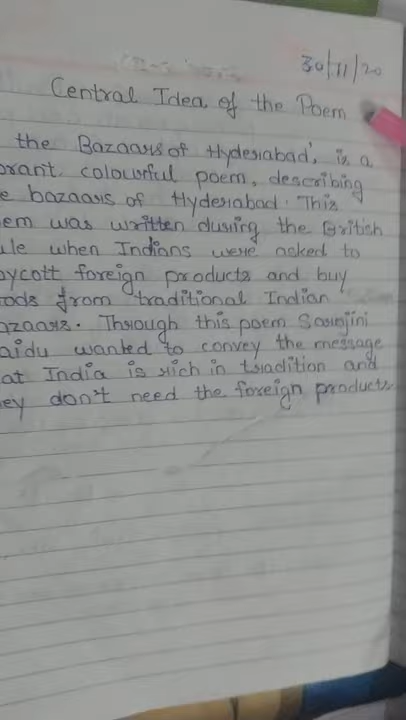 30/11/20
Central Idea of the Poem
the Bazaars of Hyderabad', is a
rant colourful poem, describing
e bazaars of Hyderabad. This
em was written during the British
le when Indians were asked to
ycott foreign products and buy
ods from traditional Indian
azaars. Through this poem Sarojini
aidu wanted to convey the message
at India is rich in tradition and
ey don't need the foreign products